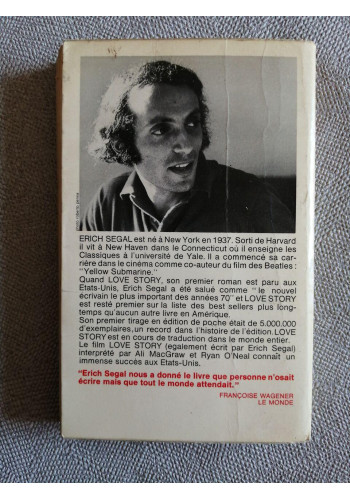 ERICH SEGAL est né à New York en 1937. Sorti de Harvard
il vit à New Haven dans le Connecticut où il enseigne les
Classiques à l'université de Yale. Il a commencé sa car-
rière dans le cinéma comme co-auteur du film des Beatles :
"Yellow Submarine."
Quand LOVE STORY, son premier roman est paru aux
Etats-Unis, Erich Segal a été salué comme "le nouvel
écrivain le plus important des années 70" et LOVE STORY
est resté premier sur la liste des best sellers plus long-
temps qu'aucun autre livre en Amérique.
Son premier tirage en édition de poche était de 5.000.000
d'exemplaires, un record dans l'histoire de l'édition. LOVE
STORY est en cours de traduction dans le monde entier.
Le film LOVE STORY (egalement écrit par Erich Segal)
interprété par Ali MacGraw et Ryan O'Neal connaît un
immense succès aux Etats-Unis.
"Erich Segal nous a donné le livre que personne n'osait
écrire mais que tout le monde attendait."
FRANÇOISE WAGENER
LE MONDE